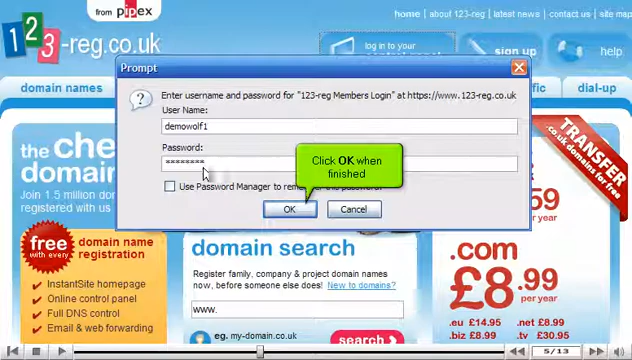 from pipex
home | about 123-reg | latest news | contact us | site map
123-reg.co.uk
log in to your
sign up
help
domain names
dial-up
Prompt
Enter username and password for "123-reg Members Login" at https://www.123-reg.co.uk
User Name:
demowolf1
Password:
********
Click OK when
finished
Use Password Manager to remember this password.
OK
Cancel
the
domain
Join 1.5 million
registered with us
free
with every
domain name
registration
InstantSite homepage
Online control panel
Full DNS control
Email & web forwarding
domain search
Register family, company & project domain names
now, before someone else does! New to domains?
www.
eg. my-domain.co.uk
search
TRANSFER
domains for free
59
per year
.com
£8.99
per year
.eu £14.95 .net £8.99
.biz £8.99 .tv £30.95
5/13